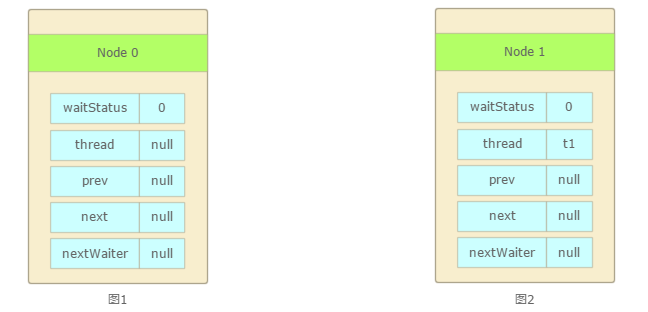 Node 0
waitStatus 0
thread null
prev null
next null
nextWaiter null
图1
Node 1
waitStatus 0
thread t1
prev null
next null
nextWaiter null
图2